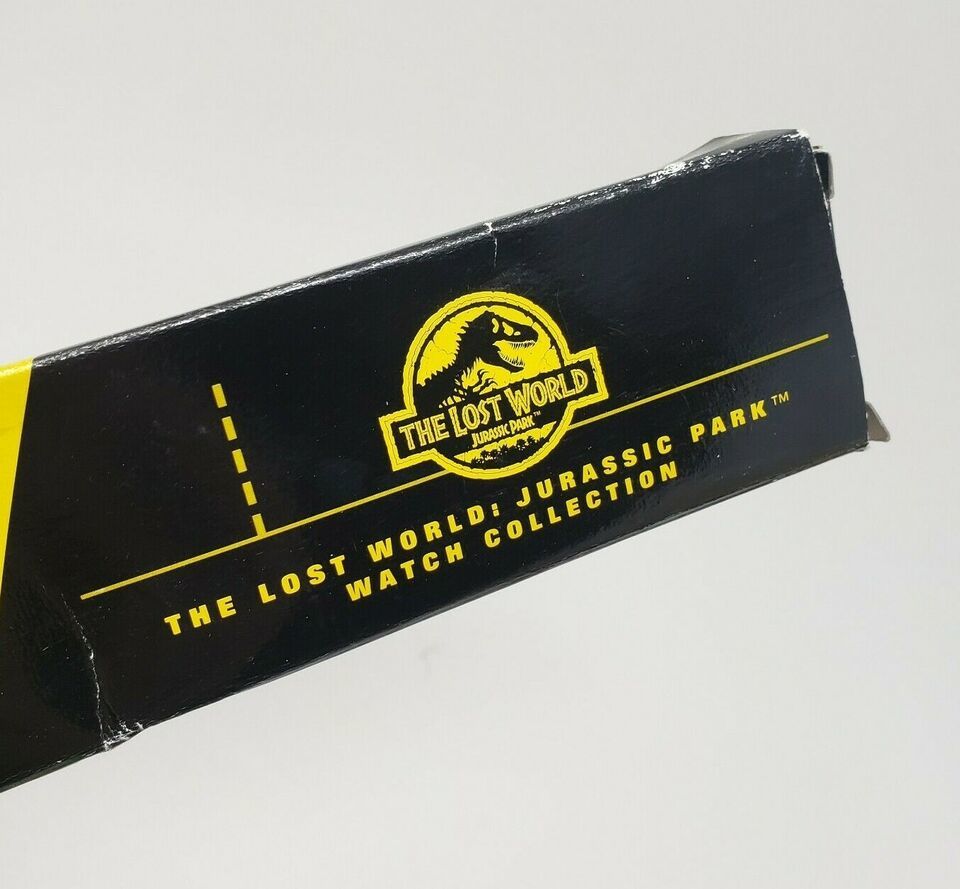 THE LOST WORLD
JURASSIC PARK™
THE LOST WORLD: JURASSIC PARK™
WATCH COLLECTION